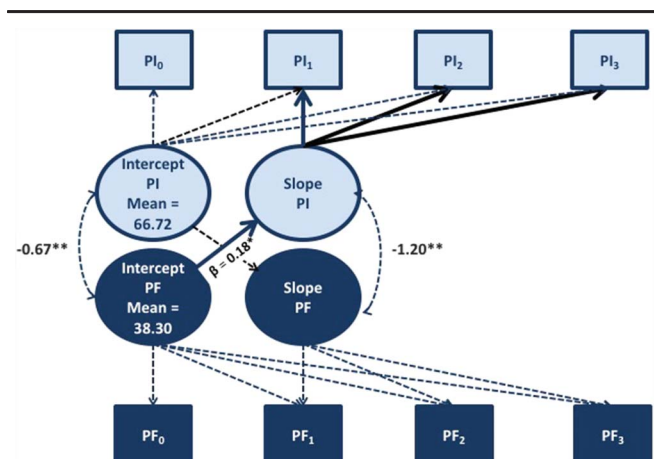 PI₀
PI₁
PI₂
PI₃
Intercept
PI
Mean =
66.72
Slope
PI
-0.67**
β = 0.18*
-1.20**
Intercept
PF
Mean =
38.30
Slope
PF
PF₀
PF₁
PF₂
PF₃